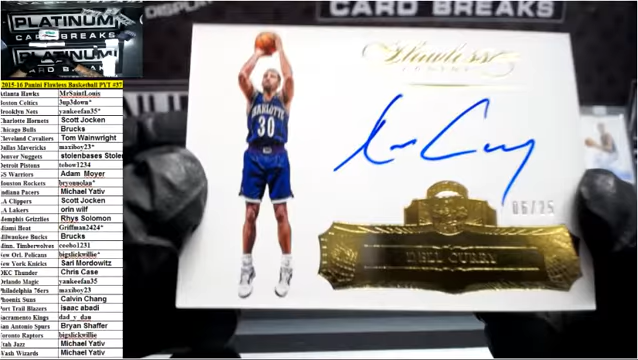 PLATINUM
CARD BREAKS
PLATINUM
CARD BREAKS
CARD BREAKS
2015-16 Panini Flawless Basketball PYT #37
Atlanta Hawks MrSaintLouis
Boston Celtics 3up3down*
Brooklyn Nets yankeefan35*
Charlotte Hornets Scott Jocken
Chicago Bulls Brucks
Cleveland Cavaliers Tom Wainwright
Dallas Mavericks maxiboy23*
Denver Nuggets stolenbases Stolen
Detroit Pistons tchow1234
GS Warriors Adam Moyer
Houston Rockets bryonnolan*
Indiana Pacers Michael Yativ
LA Clippers Scott Jocken
LA Lakers orin wilf
Memphis Grizzlies Rhys Solomon
Miami Heat Griffman2424*
Milwaukee Bucks Brucks
Minn. Timberwolves ceeho1231
New Orl. Pelicans bigslickwillie*
New York Knicks Sarl Mordowitz
OKC Thunder Chris Case
Orlando Magic yankeefan35
Philadelphia 76ers maxiboy23
Phoenix Suns Calvin Chang
Port Trail Blazers Isaac abadi
Sacramento Kings dad_y_dau
San Antonio Spurs Bryan Shaffer
Toronto Raptors bigslickwillie
Utah Jazz Michael Yativ
Wash Wizards Michael Yativ
Flawless
CHARLOTTE
30
06/25
DELL CURRY